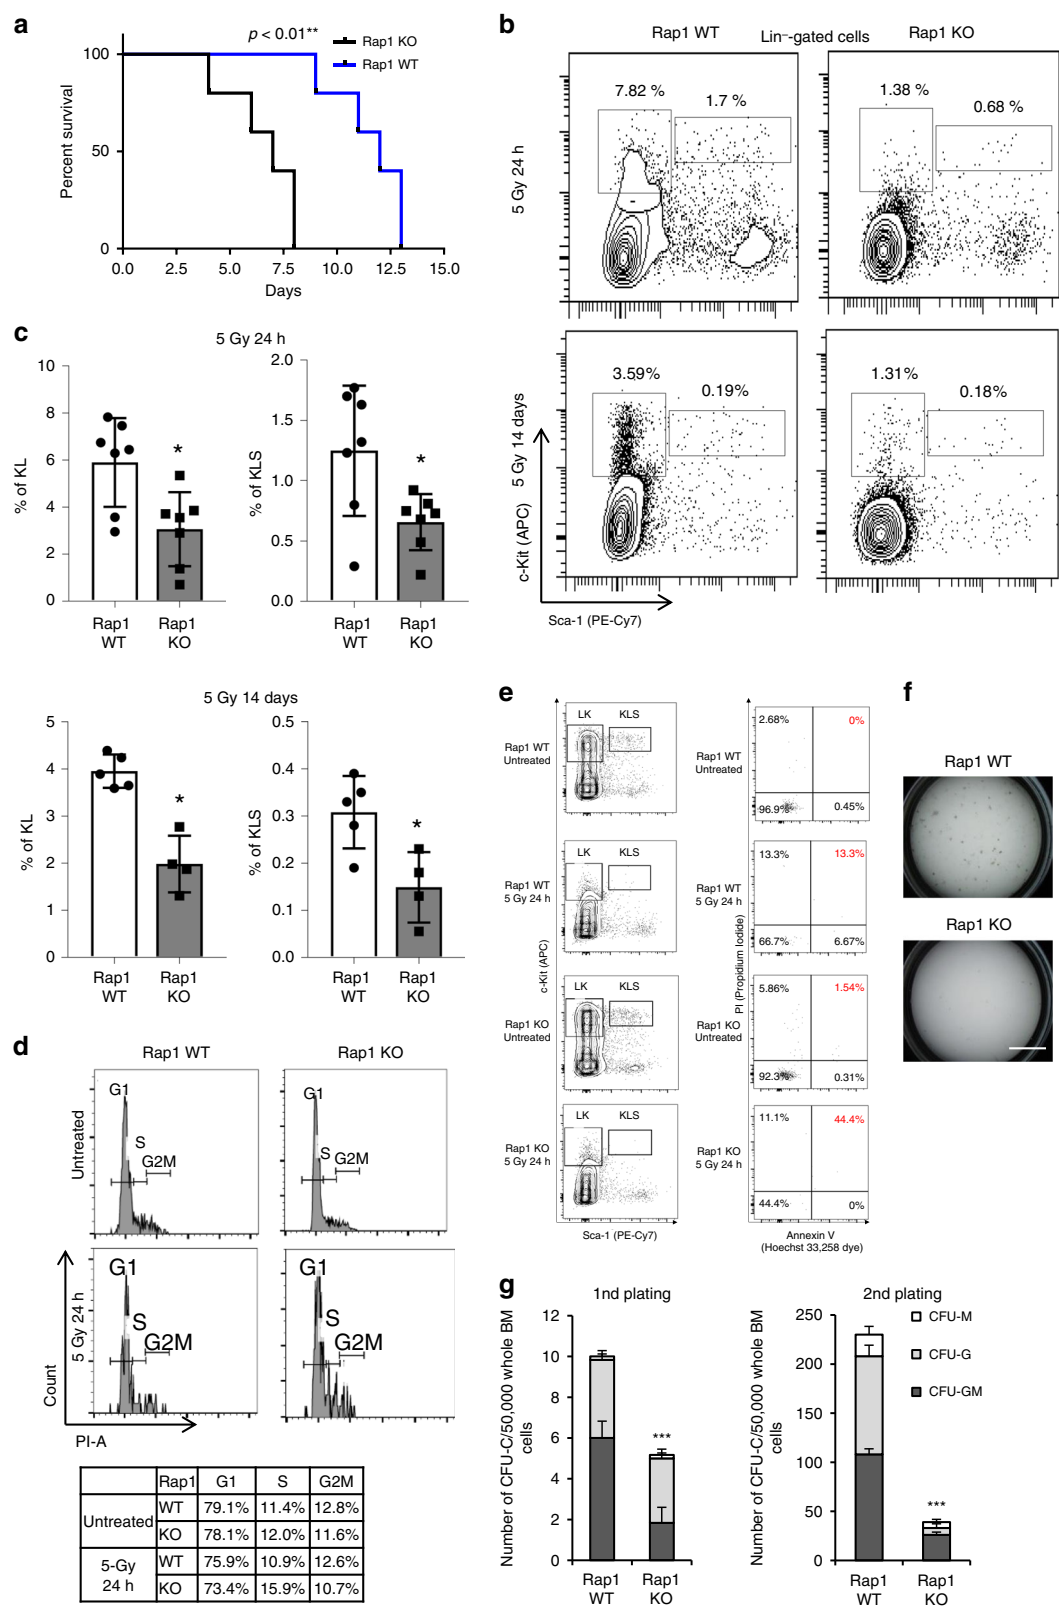 a
p < 0.01**
Rap1 KO
Rap1 WT
Percent survival
100
50
0
0.0 2.5 5.0 7.5 10.0 12.5 15.0
Days
b
Rap1 WT Lin–-gated cells Rap1 KO
5 Gy 24 h
7.82 %
1.7 %
1.38 %
0.68 %
5 Gy 14 days
3.59%
0.19%
1.31%
0.18%
c-Kit (APC)
Sca-1 (PE-Cy7)
c
5 Gy 24 h
% of KL
10
8
6
4
2
0
*
Rap1 WT
Rap1 KO
% of KLS
2.0
1.5
1.0
0.5
0.0
*
Rap1 WT
Rap1 KO
5 Gy 14 days
% of KL
5
4
3
2
1
0
*
Rap1 WT
Rap1 KO
% of KLS
0.5
0.4
0.3
0.2
0.1
0.0
*
Rap1 WT
Rap1 KO
d
Rap1 WT Rap1 KO
Untreated
G1
S
G2M
G1
S
G2M
5 Gy 24 h
G1
S
G2M
G1
S
G2M
Count
PI-A
Rap1 G1 S G2M
Untreated
WT 79.1% 11.4% 12.8%
KO 78.1% 12.0% 11.6%
5-Gy 24 h
WT 75.9% 10.9% 12.6%
KO 73.4% 15.9% 10.7%
e
Rap1 WT Untreated
LK KLS
Rap1 WT 5 Gy 24 h
LK KLS
Rap1 KO Untreated
LK KLS
Rap1 KO 5 Gy 24 h
LK KLS
c-Kit (APC)
Sca-1 (PE-Cy7)
Rap1 WT Untreated
2.68% 0%
96.9% 0.45%
Rap1 WT 5 Gy 24 h
13.3% 13.3%
66.7% 6.67%
Rap1 KO Untreated
5.86% 1.54%
92.3% 0.31%
Rap1 KO 5 Gy 24 h
11.1% 44.4%
44.4% 0%
PI (Propidium Iodide)
Annexin V
(Hoechst 33,258 dye)
f
Rap1 WT
Rap1 KO
g
1nd plating
Number of CFU-C/50,000 whole BM cells
12
10
8
6
4
2
0
***
Rap1 WT
Rap1 KO
2nd plating
Number of CFU-C/50,000 whole BM cells
250
200
150
100
50
0
***
Rap1 WT
Rap1 KO
CFU-M
CFU-G
CFU-GM